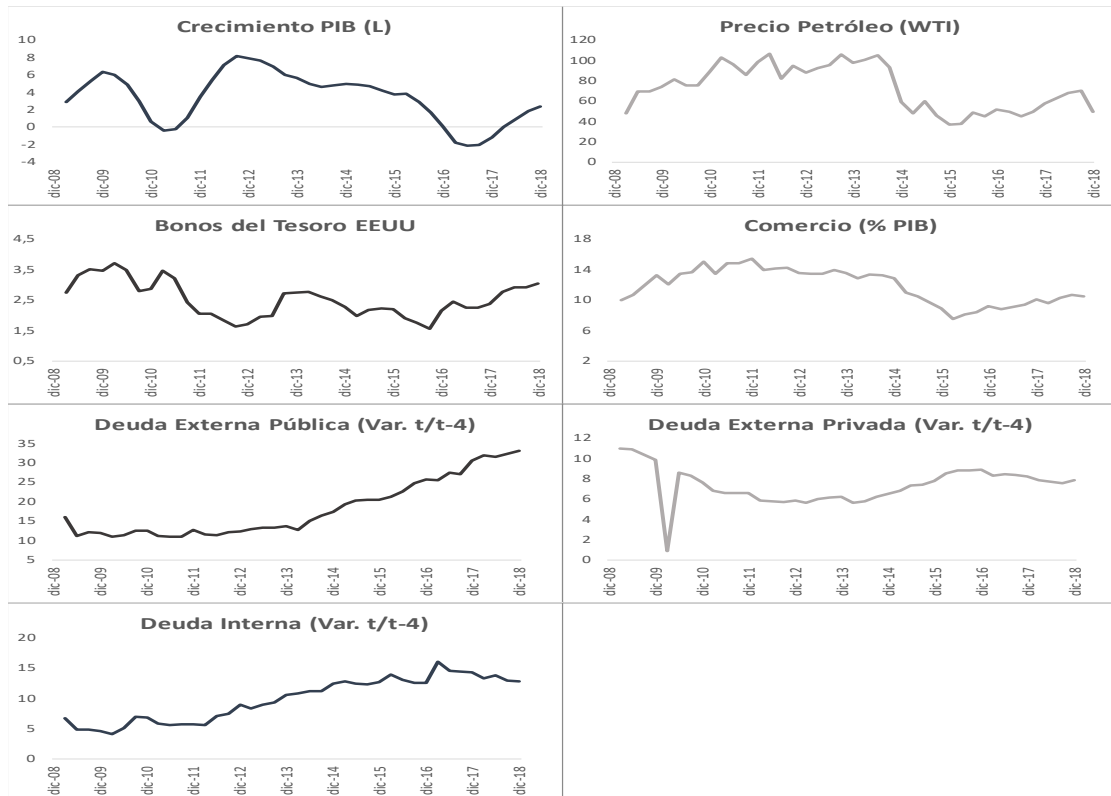 Crecimiento PIB (L)
10
8
6
4
2
0
-2
-4
dic-08
dic-09
dic-10
dic-11
dic-12
dic-13
dic-14
dic-15
dic-16
dic-17
dic-18
Precio Petróleo (WTI)
120
100
80
60
40
20
0
dic-08
dic-09
dic-10
dic-11
dic-12
dic-13
dic-14
dic-15
dic-16
dic-17
dic-18
Bonos del Tesoro EEUU
4,5
3,5
2,5
1,5
0,5
dic-08
dic-09
dic-10
dic-11
dic-12
dic-13
dic-14
dic-15
dic-16
dic-17
dic-18
Comercio (% PIB)
18
14
10
6
2
dic-08
dic-09
dic-10
dic-11
dic-12
dic-13
dic-14
dic-15
dic-16
dic-17
dic-18
Deuda Externa Pública (Var. t/t-4)
35
30
25
20
15
10
5
dic-08
dic-09
dic-10
dic-11
dic-12
dic-13
dic-14
dic-15
dic-16
dic-17
dic-18
Deuda Externa Privada (Var. t/t-4)
12
10
8
6
4
2
0
dic-08
dic-09
dic-10
dic-11
dic-12
dic-13
dic-14
dic-15
dic-16
dic-17
dic-18
Deuda Interna (Var. t/t-4)
20
15
10
5
0
dic-08
dic-09
dic-10
dic-11
dic-12
dic-13
dic-14
dic-15
dic-16
dic-17
dic-18